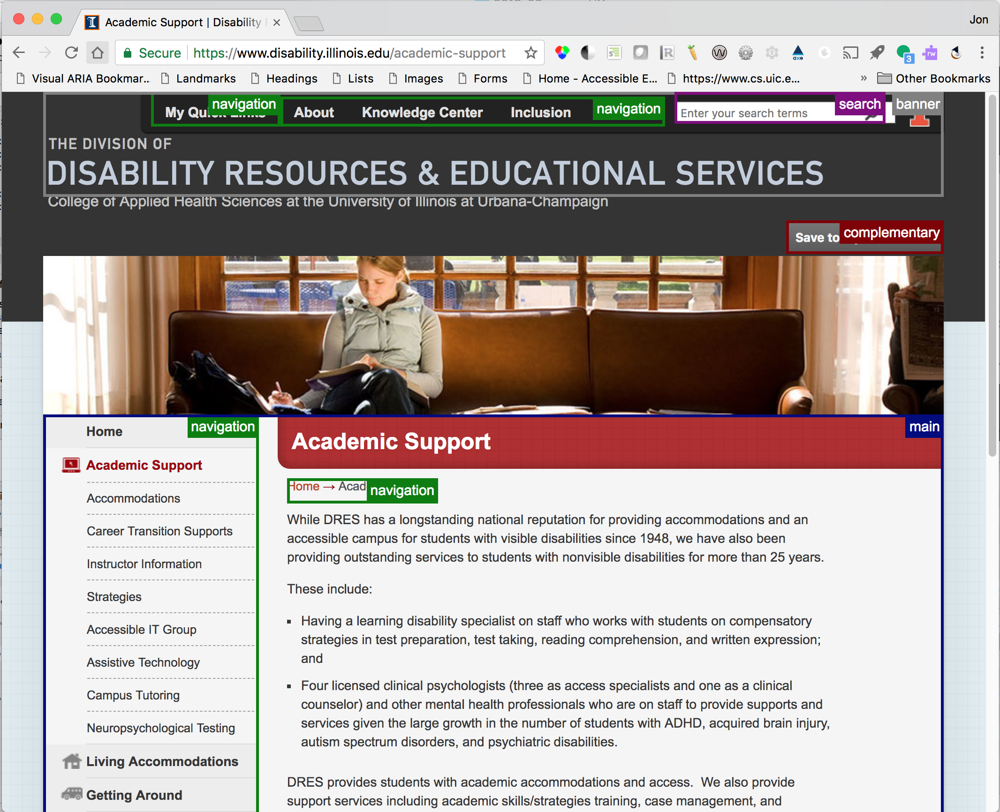 Academic Support | Disability
Jon
Secure https://www.disability.illinois.edu/academic-support
axe
3
rw
Visual ARIA Bookmar...
Landmarks
Headings
Lists
Images
Forms
Home - Accessible E...
https://www.cs.uic.e...
» Other Bookmarks
My Quick Links
navigation
About
Knowledge Center
Inclusion
navigation
Enter your search terms
search
banner
THE DIVISION OF
DISABILITY RESOURCES & EDUCATIONAL SERVICES
College of Applied Health Sciences at the University of Illinois at Urbana-Champaign
Save to
complementary
Home
navigation
Academic Support
Accommodations
Career Transition Supports
Instructor Information
Strategies
Accessible IT Group
Assistive Technology
Campus Tutoring
Neuropsychological Testing
Living Accommodations
Getting Around
Academic Support
main
Home → Acad
navigation
While DRES has a longstanding national reputation for providing accommodations and an
accessible campus for students with visible disabilities since 1948, we have also been
providing outstanding services to students with nonvisible disabilities for more than 25 years.
These include:
Having a learning disability specialist on staff who works with students on compensatory
strategies in test preparation, test taking, reading comprehension, and written expression;
and
Four licensed clinical psychologists (three as access specialists and one as a clinical
counselor) and other mental health professionals who are on staff to provide supports and
services given the large growth in the number of students with ADHD, acquired brain injury,
autism spectrum disorders, and psychiatric disabilities.
DRES provides students with academic accommodations and access. We also provide
support services including academic skills/strategies training, case management, and